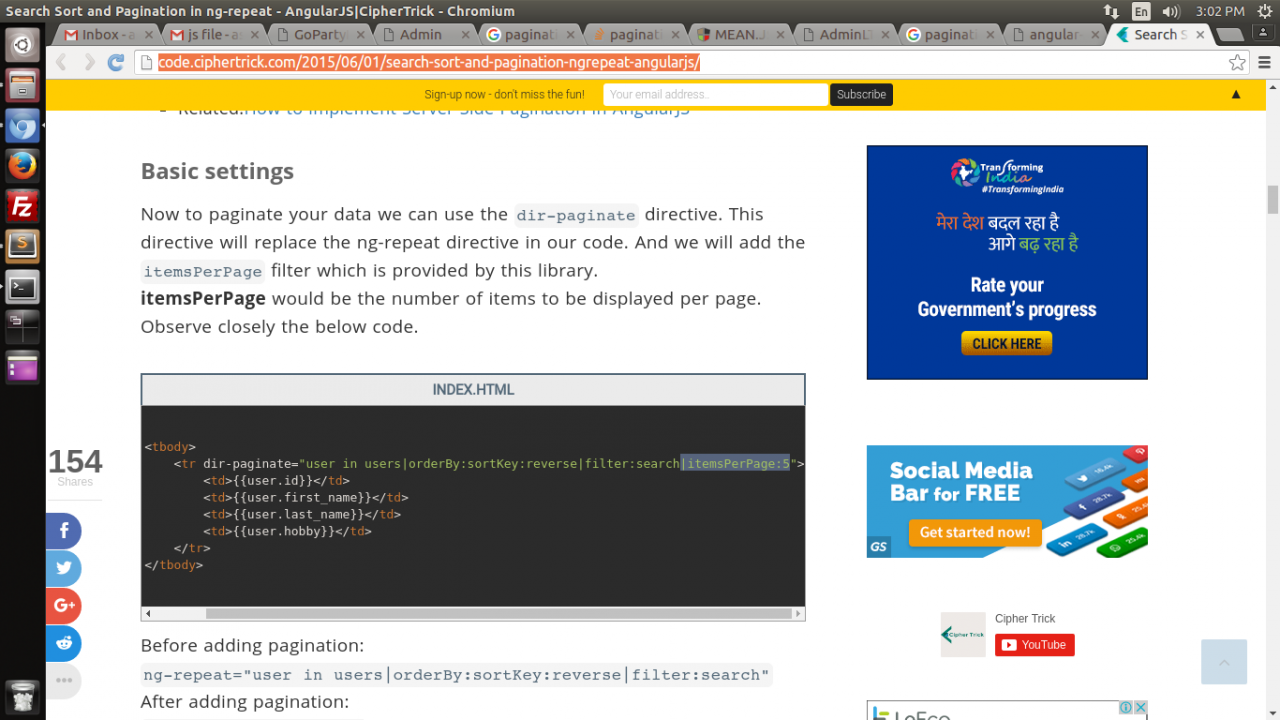 Search Sort and Pagination in ng-repeat - AngularJS|CipherTrick - Chromium
En
3:02 PM
Inbox - a
js file - a
GoParty
Admin
paginati
paginati
MEAN.J
AdminL
paginati
angular
Search S
code.ciphertrick.com/2015/06/01/search-sort-and-pagination-ngrepeat-angularjs/
Sign-up now - don't miss the fun!
Your email address..
Subscribe
▲
Related:How to Implement Server Side Pagination in AngularJS
Basic settings
Now to paginate your data we can use the dir-paginate directive. This
directive will replace the ng-repeat directive in our code. And we will add the
itemsPerPage filter which is provided by this library.
itemsPerPage would be the number of items to be displayed per page.
Observe closely the below code.
INDEX.HTML
<tbody>
<tr dir-paginate="user in users|orderBy:sortKey:reverse|filter:search|itemsPerPage:5">
<td>{{user.id}}</td>
<td>{{user.first_name}}</td>
<td>{{user.last_name}}</td>
<td>{{user.hobby}}</td>
</tr>
</tbody>
Before adding pagination:
ng-repeat="user in users|orderBy:sortKey:reverse|filter:search"
After adding pagination:
154
Shares
Transforming
India
#TransformingIndia
मेरा देश बदल रहा है
आगे बढ़ रहा है
Rate your
Government's progress
CLICK HERE
Social Media
Bar for FREE
Get started now!
GS
Cipher Trick
Cipher Trick
YouTube
LeEco